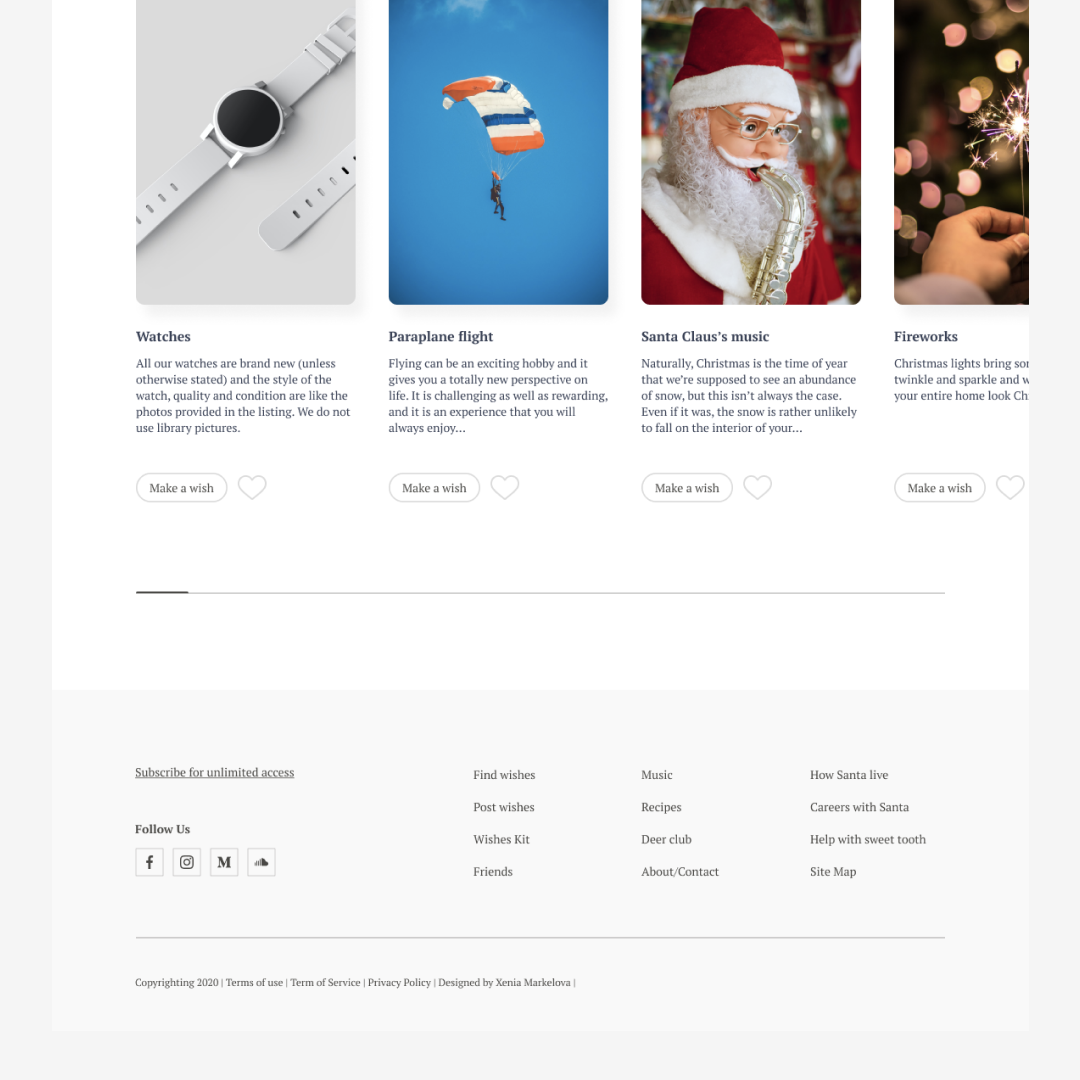 Watches
All our watches are brand new (unless
otherwise stated) and the style of the
watch, quality and condition are like the
photos provided in the listing. We do not
use library pictures.
Make a wish
Paraplane flight
Flying can be an exciting hobby and it
gives you a totally new perspective on
life. It is challenging as well as rewarding,
and it is an experience that you will
always enjoy...
Make a wish
Santa Claus’s music
Naturally, Christmas is the time of year
that we’re supposed to see an abundance
of snow, but this isn’t always the case.
Even if it was, the snow is rather unlikely
to fall on the interior of your...
Make a wish
Fireworks
Christmas lights bring
twinkle and sparkle and
your entire home look
Make a wish
Subscribe for unlimited access
Follow Us
Find wishes
Post wishes
Wishes Kit
Friends
Music
Recipes
Deer club
About/Contact
How Santa live
Careers with Santa
Help with sweet tooth
Site Map
Copyrighting 2020 | Terms of use | Term of Service | Privacy Policy | Designed by Xenia Markelova |